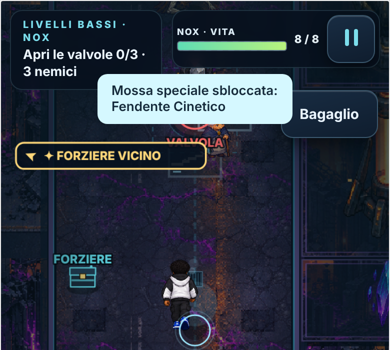 LIVELLI BASSI ·
NOX
Apri le valvole 0/3 ·
3 nemici
NOX · VITA
8 / 8
Mossa speciale sbloccata:
Fendente Cinetico
Bagaglio
VALVOLA
✦ FORZIERE VICINO
FORZIERE